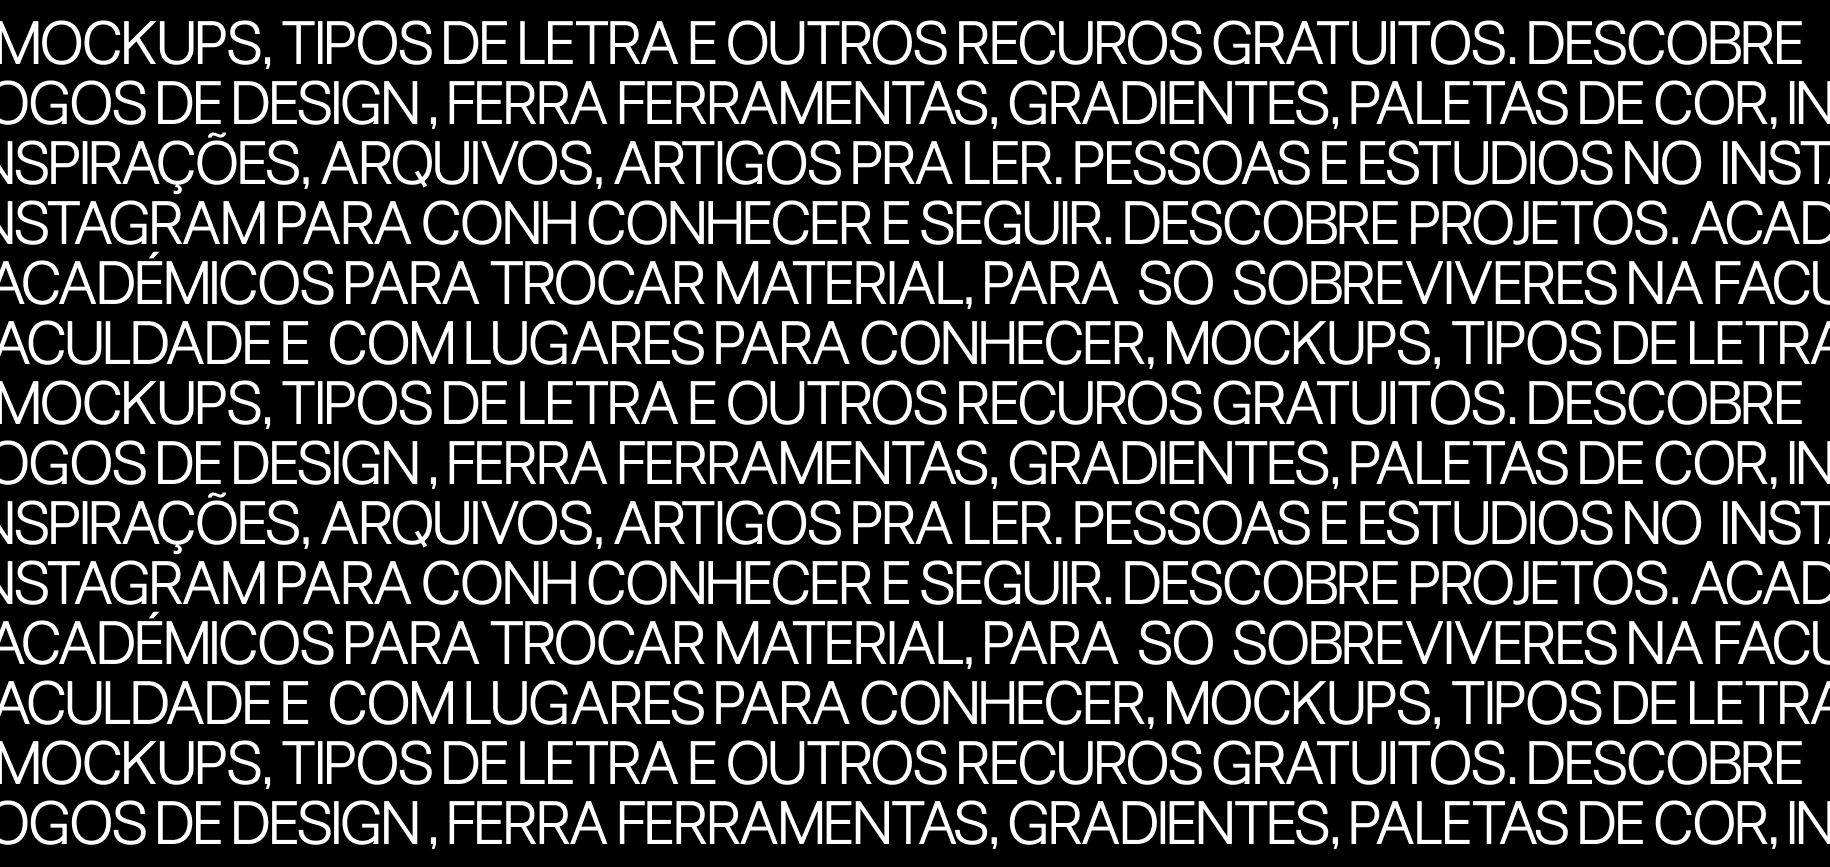 MOCKUPS, TIPOS DE LETRA E OUTROS RECUROS GRATUITOS. DESCOBRE
OGOS DE DESIGN , FERRA FERRAMENTAS, GRADIENTES, PALETAS DE COR, IN
NSPIRAÇÕES, ARQUIVOS, ARTIGOS PRA LER. PESSOAS E ESTUDIOS NO INSTA
NSTAGRAM PARA CONH CONHECER E SEGUIR. DESCOBRE PROJETOS. ACAD
ACADÉMICOS PARA TROCAR MATERIAL, PARA SO SOBREVIVERES NA FACU
ACULDADE E COM LUGARES PARA CONHECER, MOCKUPS, TIPOS DE LETRA
MOCKUPS, TIPOS DE LETRA E OUTROS RECUROS GRATUITOS. DESCOBRE
OGOS DE DESIGN , FERRA FERRAMENTAS, GRADIENTES, PALETAS DE COR, IN
NSPIRAÇÕES, ARQUIVOS, ARTIGOS PRA LER. PESSOAS E ESTUDIOS NO INSTA
NSTAGRAM PARA CONH CONHECER E SEGUIR. DESCOBRE PROJETOS. ACAD
ACADÉMICOS PARA TROCAR MATERIAL, PARA SO SOBREVIVERES NA FACU
ACULDADE E COM LUGARES PARA CONHECER, MOCKUPS, TIPOS DE LETRA
MOCKUPS, TIPOS DE LETRA E OUTROS RECUROS GRATUITOS. DESCOBRE
OGOS DE DESIGN , FERRA FERRAMENTAS, GRADIENTES, PALETAS DE COR, IN